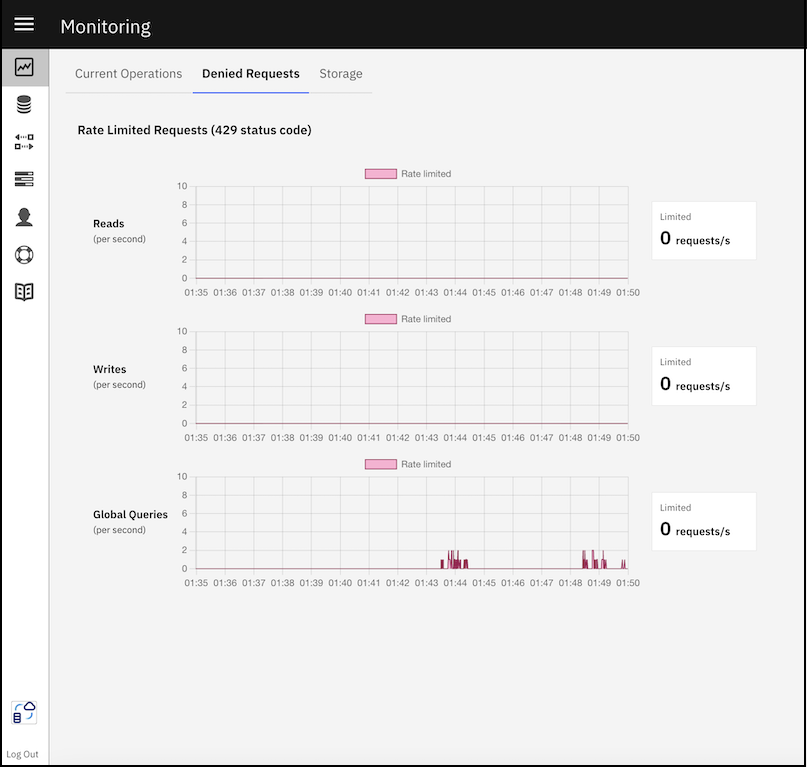 Monitoring
Current Operations Denied Requests Storage
Rate Limited Requests (429 status code)
Rate limited
10
8
6
4
2
0
Reads
(per second)
01:35 01:36 01:37 01:38 01:39 01:40 01:41 01:42 01:43 01:44 01:45 01:46 01:47 01:48 01:49 01:50
Limited
0 requests/s
Rate limited
10
8
6
4
2
0
Writes
(per second)
01:35 01:36 01:37 01:38 01:39 01:40 01:41 01:42 01:43 01:44 01:45 01:46 01:47 01:48 01:49 01:50
Limited
0 requests/s
Rate limited
10
8
6
4
2
0
Global Queries
(per second)
01:35 01:36 01:37 01:38 01:39 01:40 01:41 01:42 01:43 01:44 01:45 01:46 01:47 01:48 01:49 01:50
Limited
0 requests/s
Log Out